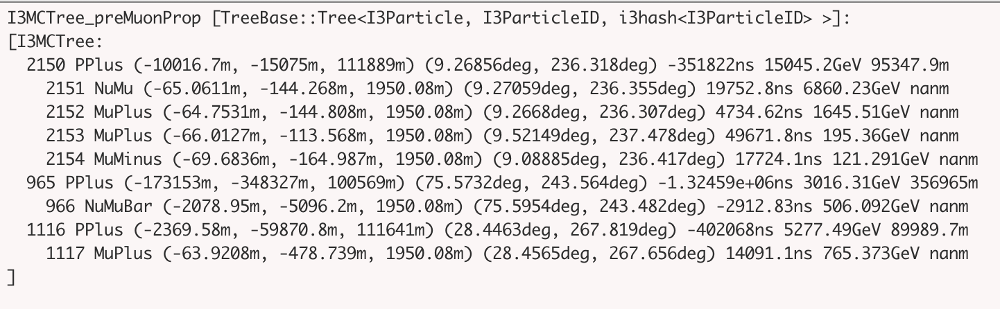 I3MCTree_preMuonProp [TreeBase::Tree<I3Particle, I3ParticleID, i3hash<I3ParticleID> >]:
[I3MCTree:
2150 PPlus (-10016.7m, -15075m, 111889m) (9.26856deg, 236.318deg) -351822ns 15045.2GeV 95347.9m
2151 NuMu (-65.0611m, -144.268m, 1950.08m) (9.27059deg, 236.355deg) 19752.8ns 6860.23GeV nanm
2152 MuPlus (-64.7531m, -144.808m, 1950.08m) (9.2668deg, 236.307deg) 4734.62ns 1645.51GeV nanm
2153 MuPlus (-66.0127m, -113.568m, 1950.08m) (9.52149deg, 237.478deg) 49671.8ns 195.36GeV nanm
2154 MuMinus (-69.6836m, -164.987m, 1950.08m) (9.08885deg, 236.417deg) 17724.1ns 121.291GeV nanm
965 PPlus (-173153m, -348327m, 100569m) (75.5732deg, 243.564deg) -1.32459e+06ns 3016.31GeV 356965m
966 NuMuBar (-2078.95m, -5096.2m, 1950.08m) (75.5954deg, 243.482deg) -2912.83ns 506.092GeV nanm
1116 PPlus (-2369.58m, -59870.8m, 111641m) (28.4463deg, 267.819deg) -402068ns 5277.49GeV 89989.7m
1117 MuPlus (-63.9208m, -478.739m, 1950.08m) (28.4565deg, 267.656deg) 14091.1ns 765.373GeV nanm
]